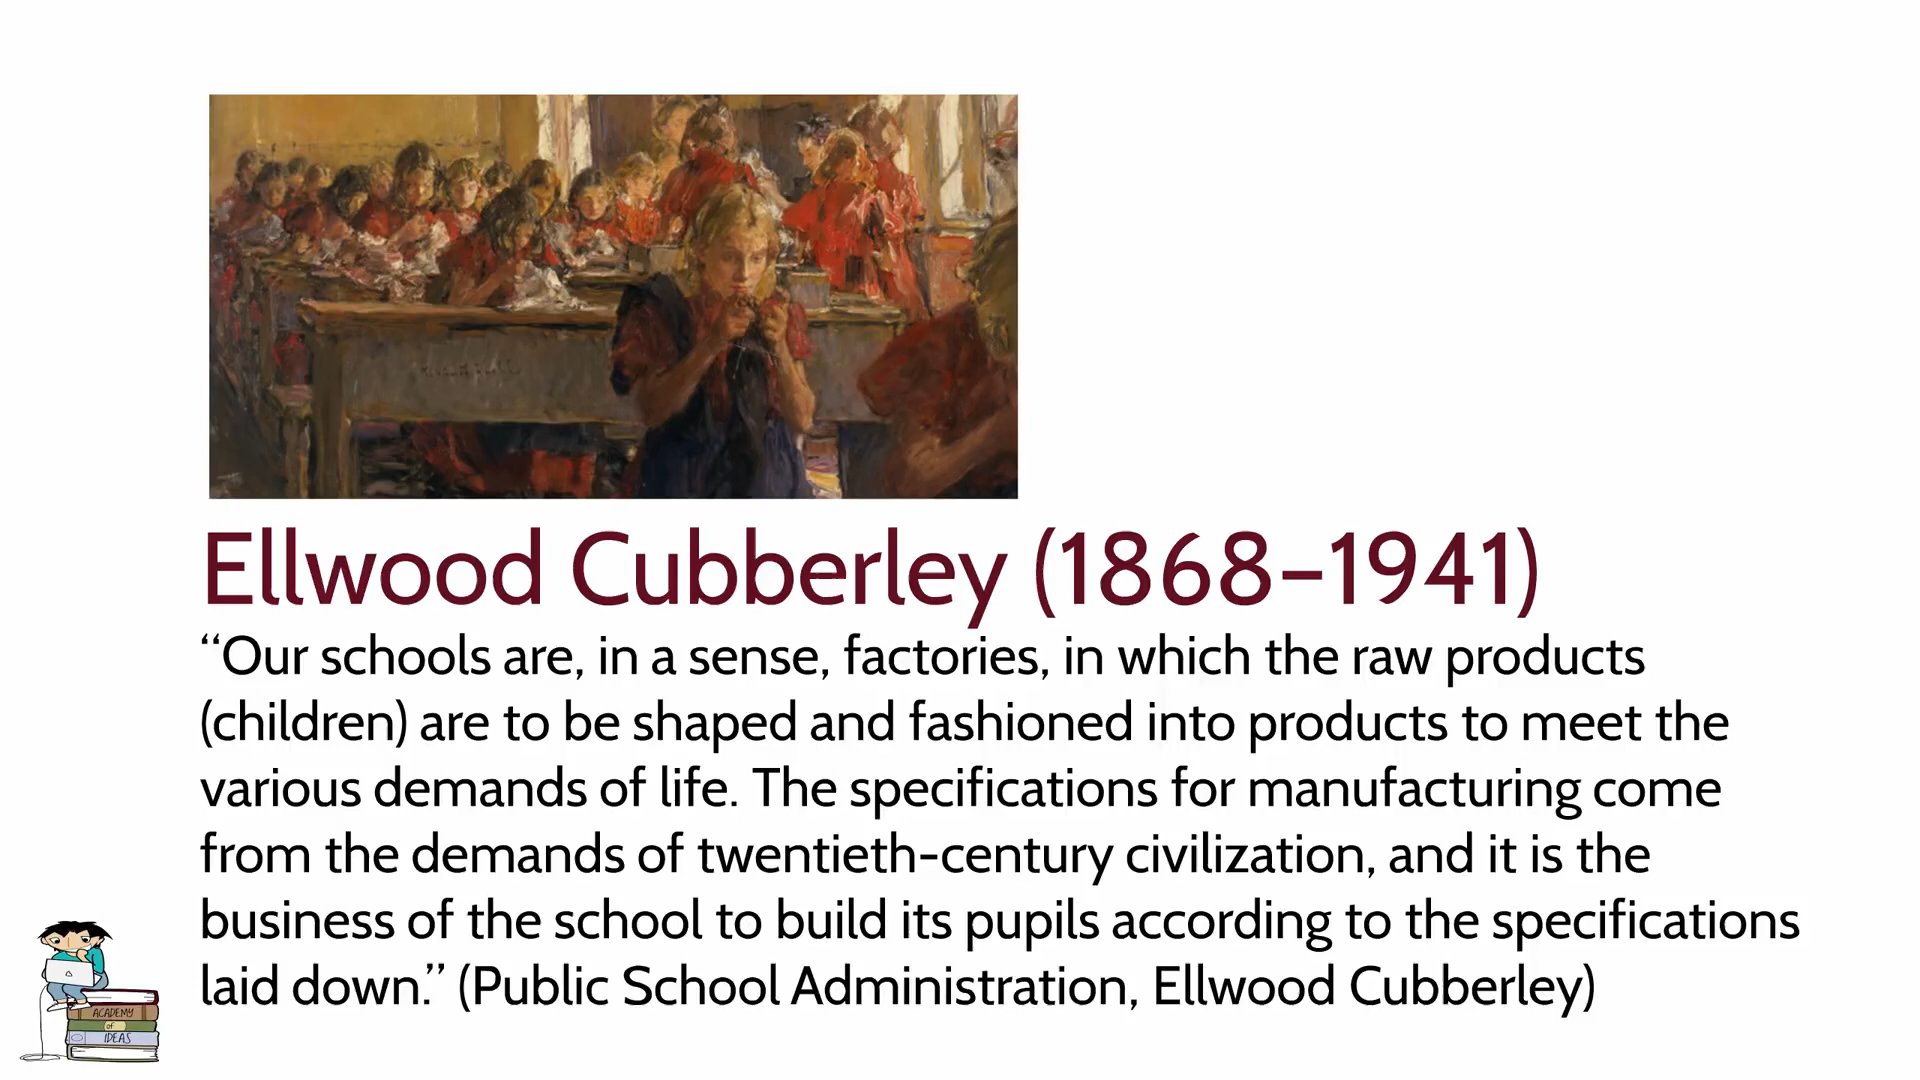 Ellwood Cubberley (1868–1941)
“Our schools are, in a sense, factories, in which the raw products
(children) are to be shaped and fashioned into products to meet the
various demands of life. The specifications for manufacturing come
from the demands of twentieth-century civilization, and it is the
business of the school to build its pupils according to the specifications
laid down.” (Public School Administration, Ellwood Cubberley)
ACADEMY
of
IDEAS